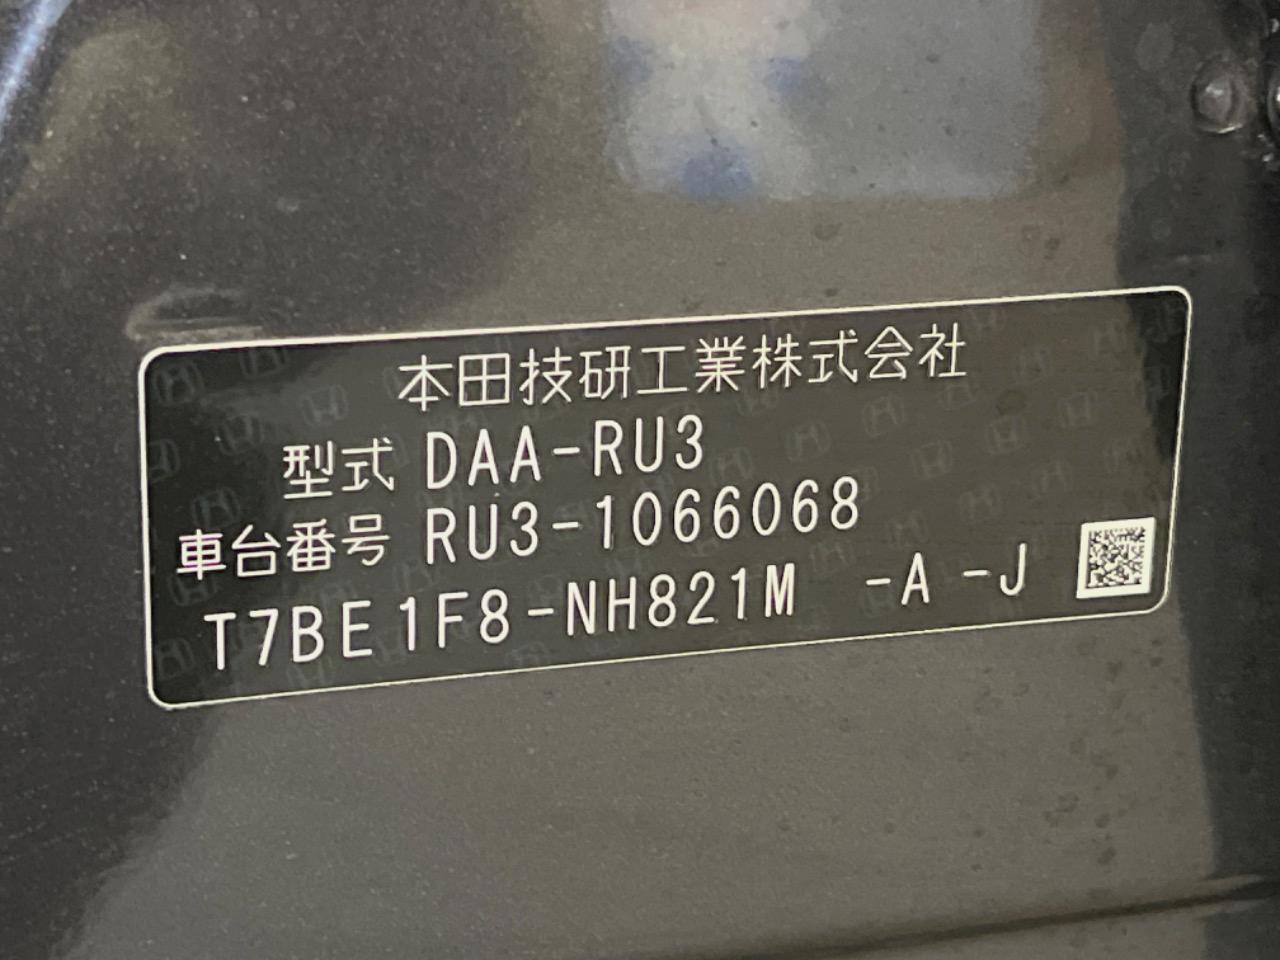 本田技研工業株式会社
型式 DAA-RU3
車台番号 RU3-1066068
T7BE1F8-NH821M -A -J